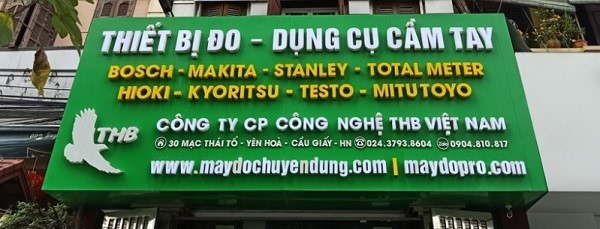 THIẾT BỊ ĐO - DỤNG CỤ CẦM TAY
BOSCH - MAKITA - STANLEY - TOTAL METER
HIOKI - KYORITSU - TESTO - MITUTOYO
THB
CÔNG TY CP CÔNG NGHỆ THB VIỆT NAM
30 MẠC THÁI TỔ - YÊN HOÀ - CẦU GIẤY - HN 024.3793.8604 Zalo 0904.810.817
www.maydochuyendung.com | maydopro.com